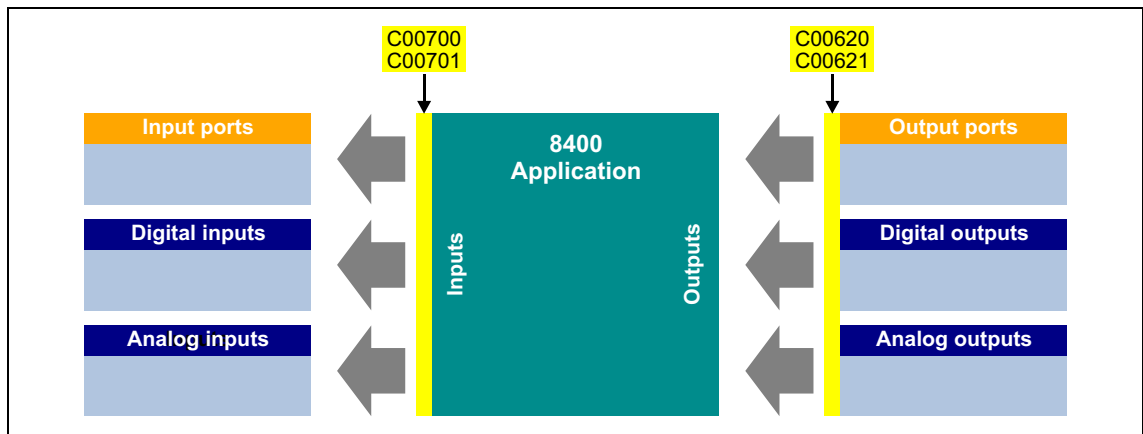 C00700
C00701
C00620
C00621
Input ports
8400
Application
Output ports
Digital inputs
Inputs
Outputs
Digital outputs
Analog inputs
Analog outputs